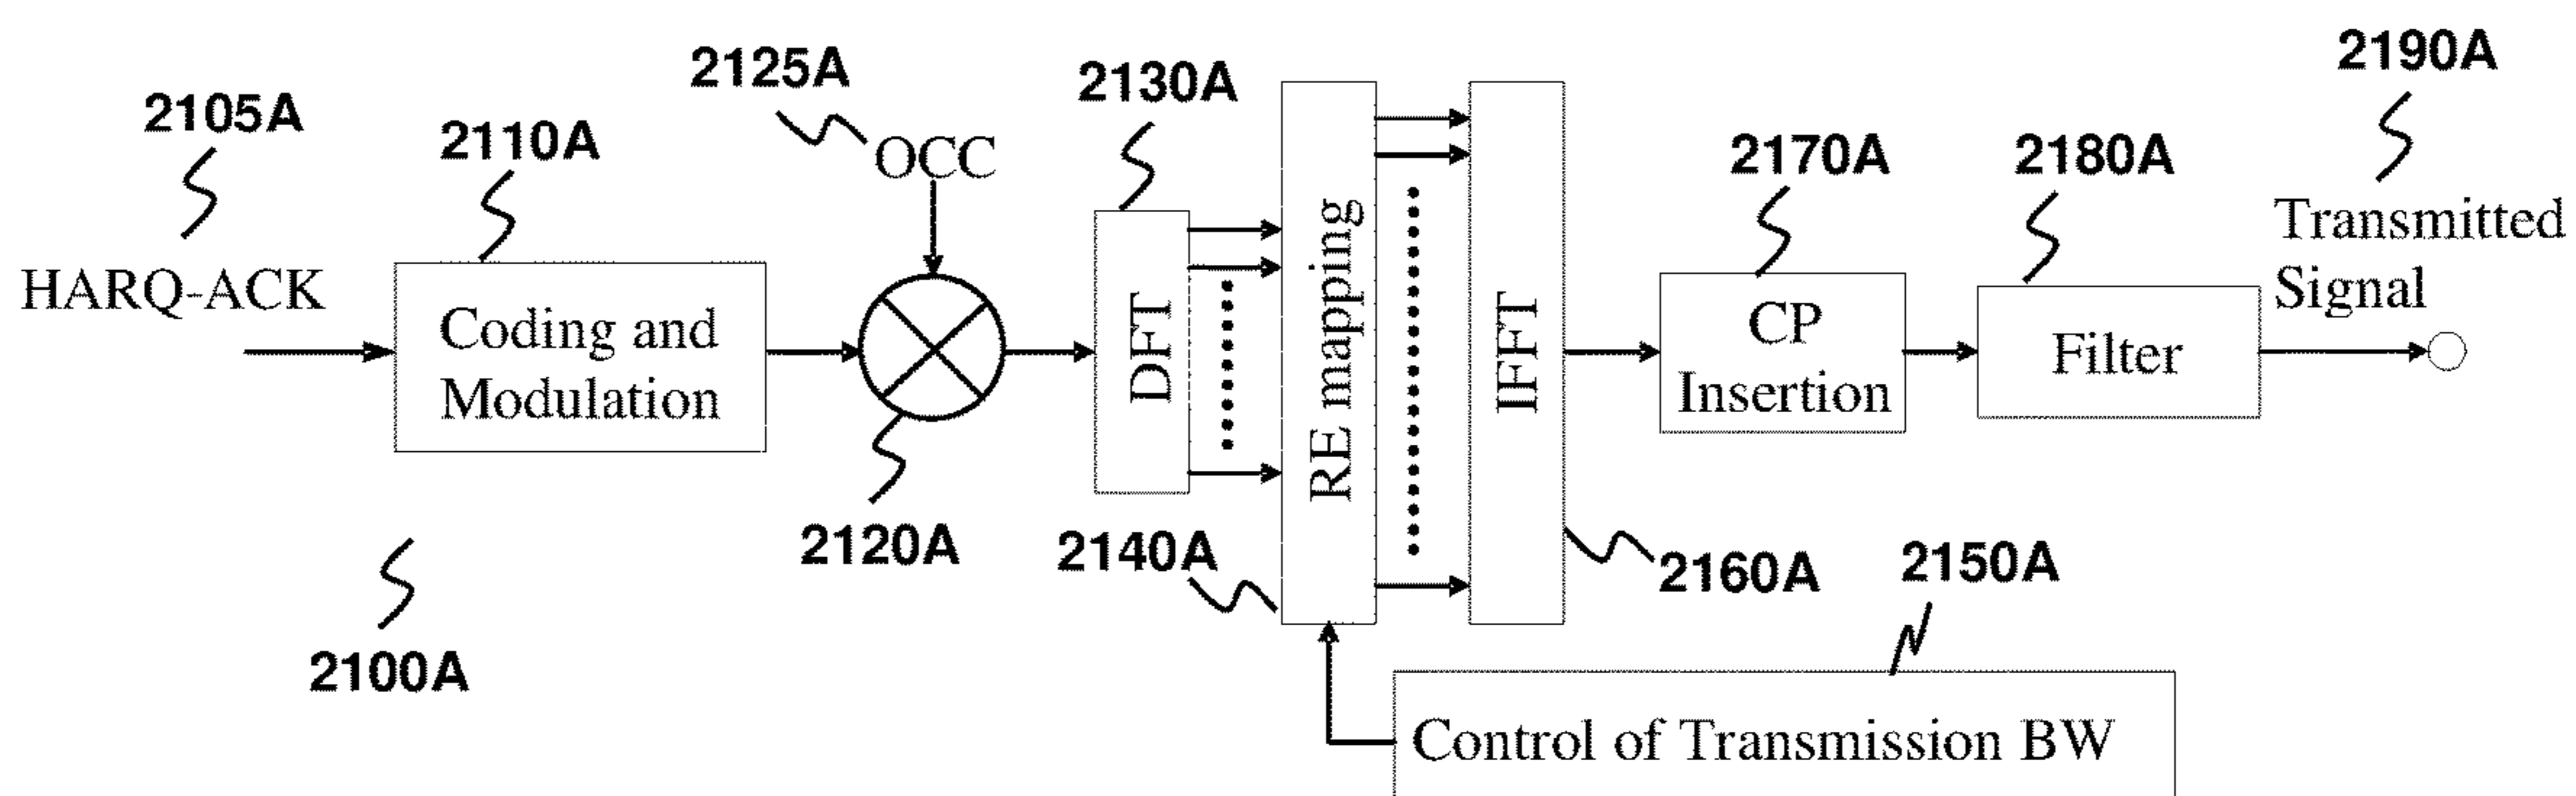 2105A
HARQ-ACK
2110A
Coding and
Modulation
2125A
OCC
2120A
2130A
DFT
RE mapping
2140A
IFFT
2160A
2170A
CP
Insertion
2180A
Filter
2190A
Transmitted
Signal
2150A
Control of Transmission BW
2100A